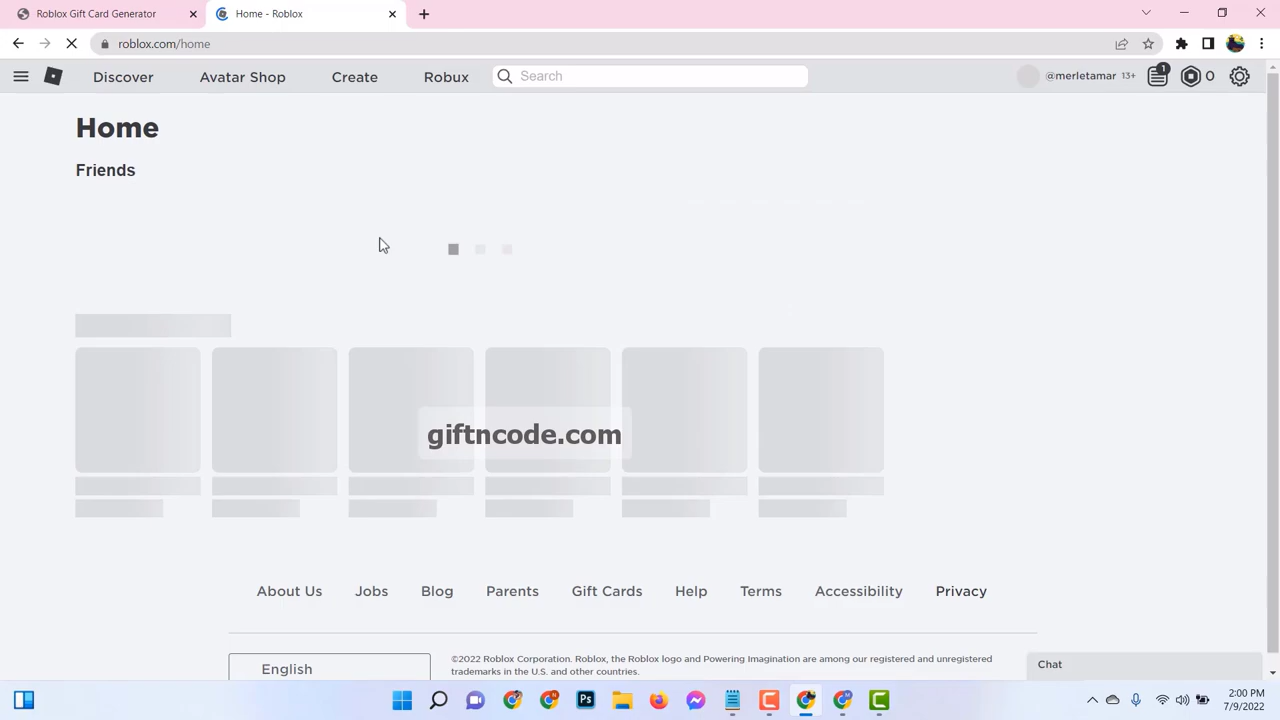 Roblox Gift Card Generator
Home - Roblox
roblox.com/home
Discover
Avatar Shop
Create
Robux
Search
@merletamar 13+
1
0
Home
Friends
giftncode.com
About Us
Jobs
Blog
Parents
Gift Cards
Help
Terms
Accessibility
Privacy
English
©2022 Roblox Corporation. Roblox, the Roblox logo and Powering Imagination are among our registered and unregistered
trademarks in the U.S. and other countries.
Chat
Ps
2:00 PM
7/9/2022